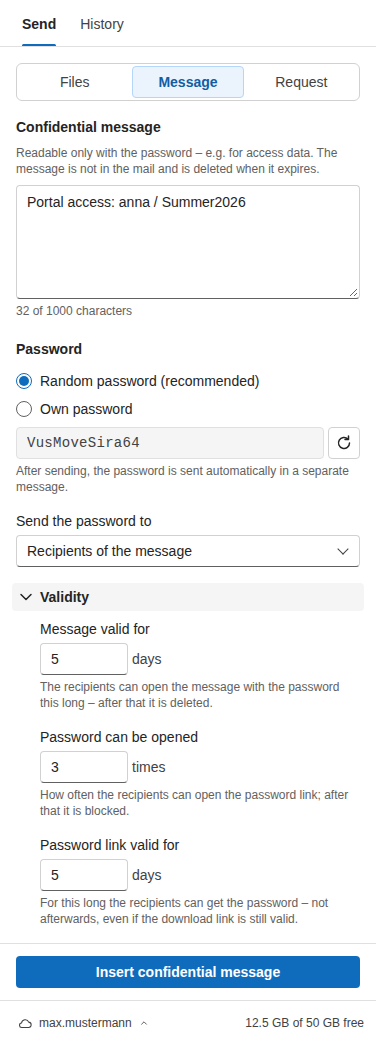 Send History
Files Message Request
Confidential message
Readable only with the password – e.g. for access data. The
message is not in the mail and is deleted when it expires.
Portal access: anna / Summer2026
32 of 1000 characters
Password
Random password (recommended)
Own password
VusMoveSira64
After sending, the password is sent automatically in a separate
message.
Send the password to
Recipients of the message
Validity
Message valid for
5 days
The recipients can open the message with the password
this long – after that it is deleted.
Password can be opened
3 times
How often the recipients can open the password link; after
that it is blocked.
Password link valid for
5 days
For this long the recipients can get the password – not
afterwards, even if the download link is still valid.
Insert confidential message
max.mustermann 12.5 GB of 50 GB free